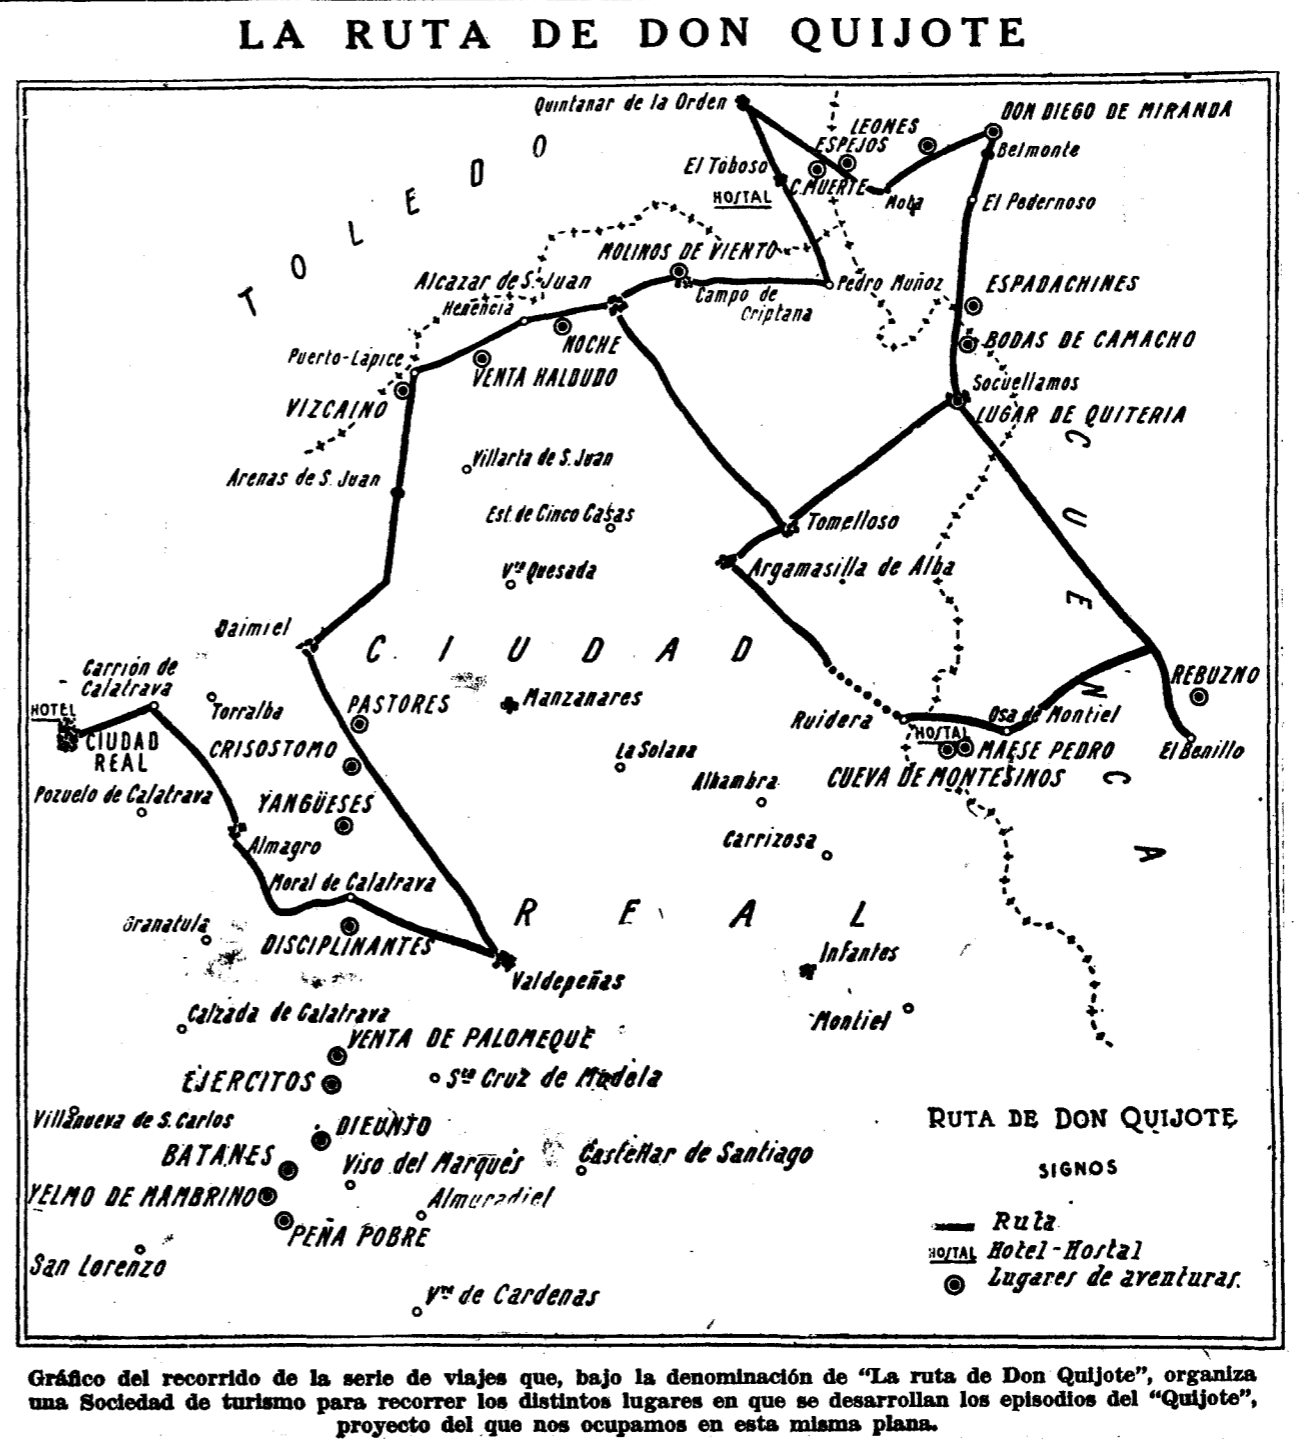 LA RUTA DE DON QUIJOTE
Quintanar de la Orden
DON DIEGO DE MIRANDA
LEONES
ESPEJOS
Belmonte
El Toboso
HOSTAL
C. MUERTE
Mota
El Pedernoso
TOLEDO
MOLINOS DE VIENTO
Alcazar de S. Juan
Herencia
Campo de
Criptana
Pedro Muñoz
ESPADACHINES
NOCHE
BODAS DE CAMACHO
Puerto-Lapice
VENTA HALDUDO
VIZCAINO
Socuellamos
LUGAR DE QUITERIA
Villarta de S. Juan
Arenas de S. Juan
Est. de Cinco Casas
Tomelloso
Vta Quesada
Argamasilla de Alba
CUENCA
Daimiel
CIUDAD
Carrión de
Calatrava
HOTEL
CIUDAD
REAL
Torralba
PASTORES
Manzanares
REBUZNO
Ruidera
Osa de Montiel
HOSTAL
MAESE PEDRO
El Bonillo
CRISOSTOMO
La Solana
CUEVA DE MONTESINOS
Pozuelo de Calatrava
YANGÜESES
Alhambra
Almagro
Carrizosa
Moral de Calatrava
REAL
Granatula
DISCIPLINANTES
Valdepeñas
Infantes
Calzada de Calatrava
Montiel
VENTA DE PALOMEQUE
EJERCITOS
Sta Cruz de Mudela
Villanueva de S. Carlos
DIFUNTO
BATANES
Viso del Marqués
Castellar de Santiago
YELMO DE MAMBRINO
Almuradiel
PEÑA POBRE
San Lorenzo
Vta de Cardenas
RUTA DE DON QUIJOTE
SIGNOS
Ruta
HOSTAL Hotel-Hostal
Lugares de aventuras.
Gráfico del recorrido de la serie de viajes que, bajo la denominación de “La ruta de Don Quijote”, organiza
una Sociedad de turismo para recorrer los distintos lugares en que se desarrollan los episodios del “Quijote”,
proyecto del que nos ocupamos en esta misma plana.